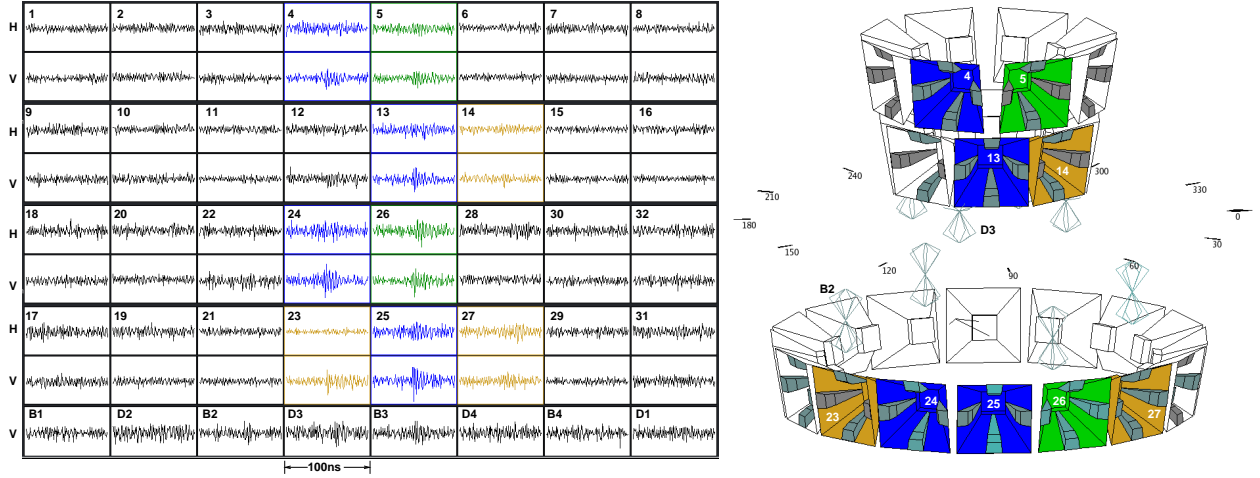 1 2 3 4 5 6 7 8
H
V
9 10 11 12 13 14 15 16
H
V
18 20 22 24 26 28 30 32
H
V
17 19 21 23 25 27 29 31
H
V
B1 D2 B2 D3 B3 D4 B4 D1
V
100ns
4 5
13 14
300
240
210
330
180
0
D3
30
150
120
60
90
B2
23 24 25 26 27